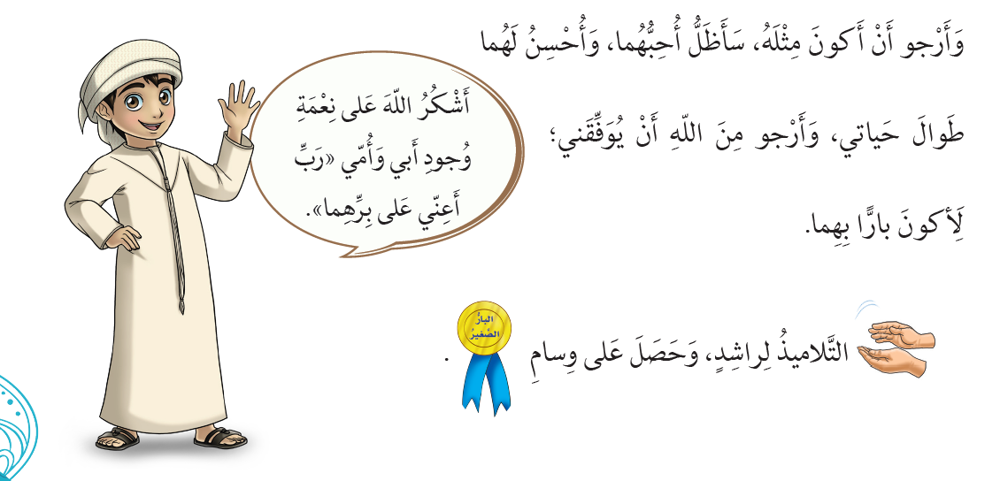 وَأَرْجو أَنْ أَكونَ مِثْلَهُ، سَأَظَلُّ أُحِبُّهُما، وَأُحْسِنُ لَهُما
طَوالَ حَياتي، وَأَرْجو مِنَ اللّهِ أَنْ يُوَفِّقَني؛
لَِأكونَ بارًّا بِهِما.
أَشْكُرُ اللّهَ عَلى نِعْمَةِ
وُجودِ أَبي وَأُمّي «رَبِّ
أَعِنّي عَلى بِرِّهِما».
التَّلاميذُ لِراشِدٍ، وَحَصَلَ عَلى وِسامِ
البارُّ
الصَّغيرُ
.